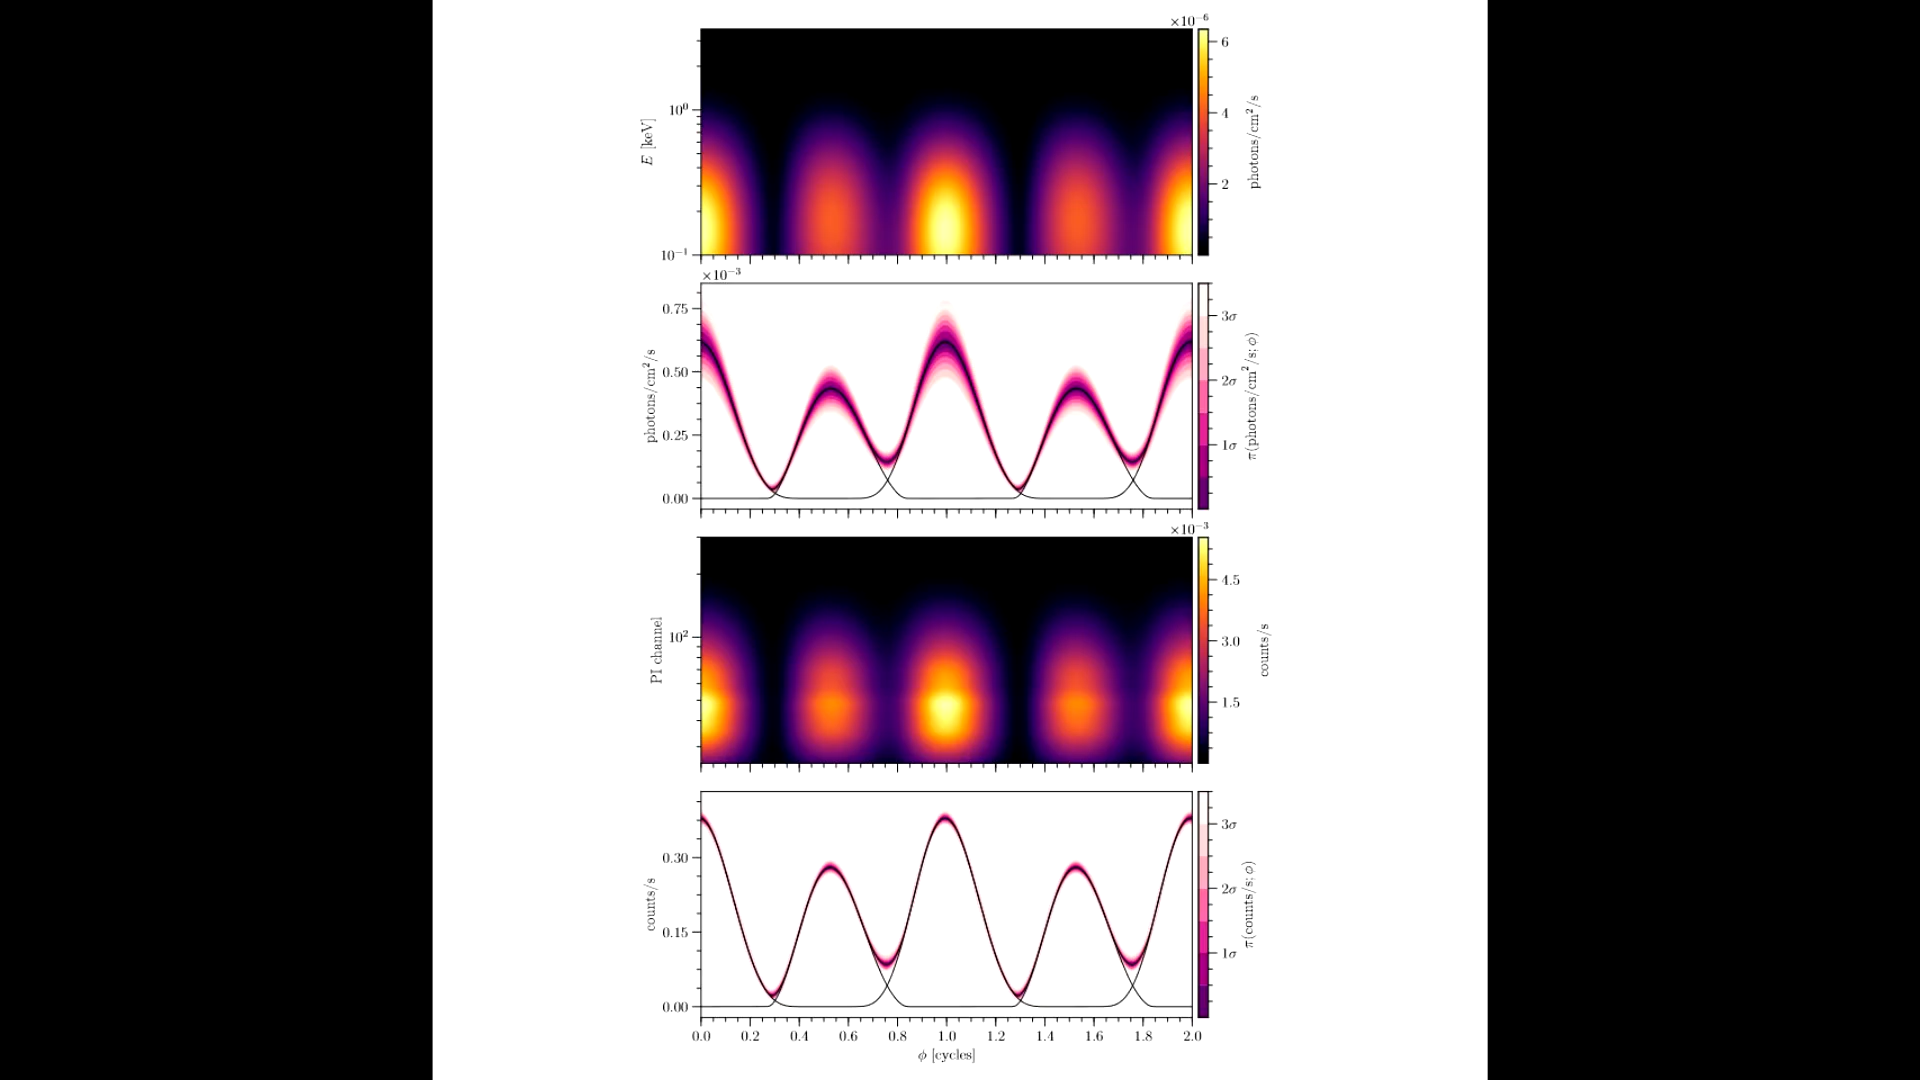 ×10⁻⁶
6
4
2
photons/cm²/s
10⁰
10⁻¹
E [keV]
×10⁻³
0.75
0.50
0.25
0.00
photons/cm²/s
3σ
2σ
1σ
π(photons/cm²/s; φ)
×10⁻³
4.5
3.0
1.5
counts/s
10²
PI channel
0.30
0.15
0.00
counts/s
3σ
2σ
1σ
π(counts/s; φ)
0.0 0.2 0.4 0.6 0.8 1.0 1.2 1.4 1.6 1.8 2.0
ϕ [cycles]